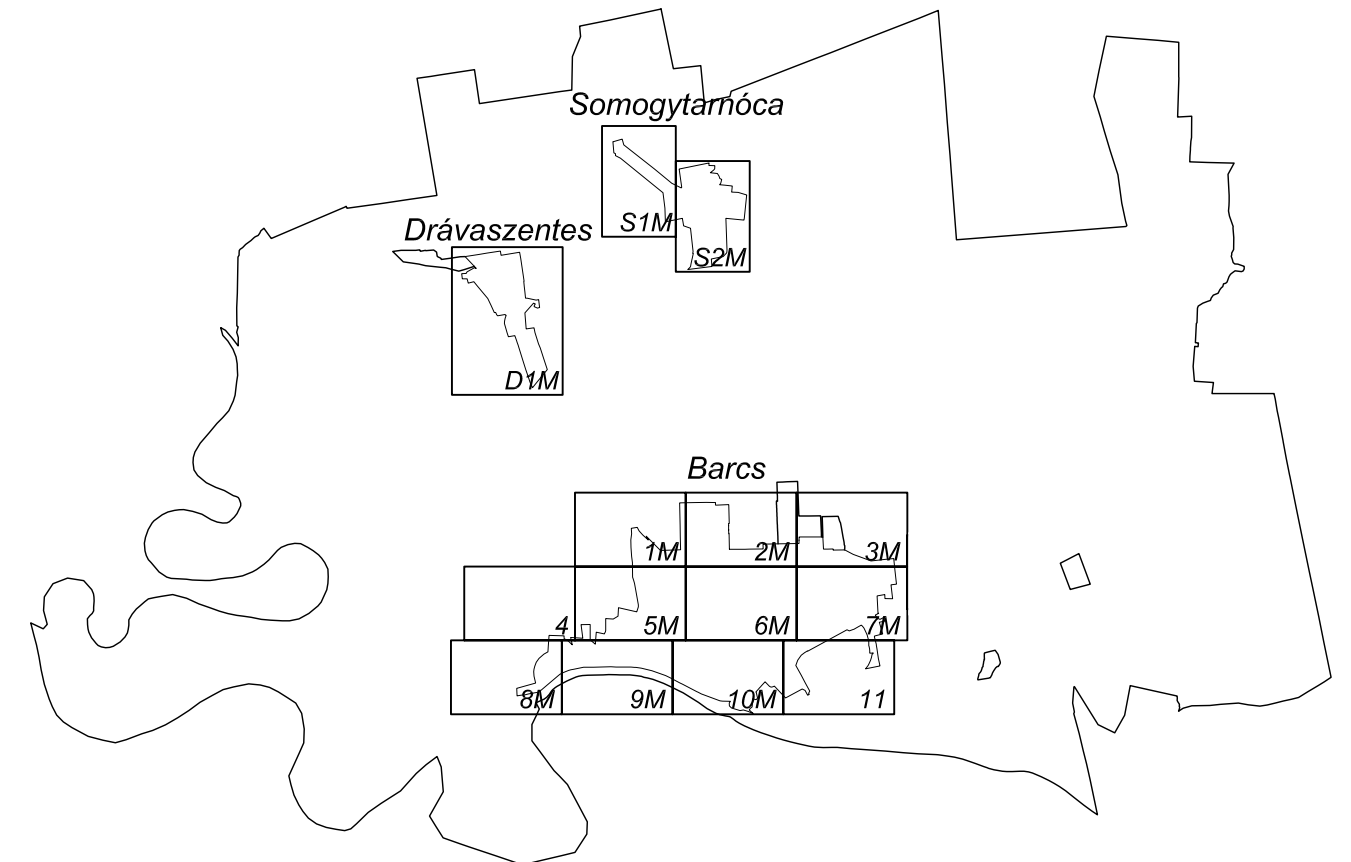 Somogytarnóca
S1M
S2M
Drávaszentes
D1M
Barcs
1M 2M 3M
4 5M 6M 7M
8M 9M 10M 11